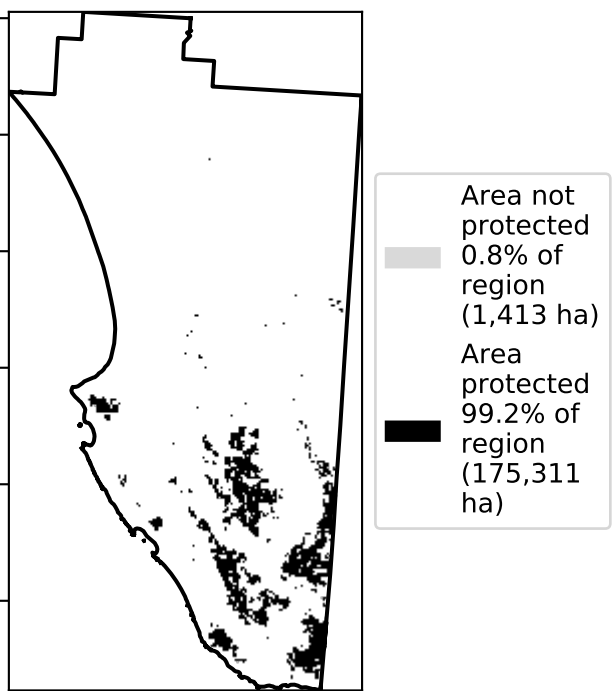 Area not
protected
0.8% of
region
(1,413 ha)
Area
protected
99.2% of
region
(175,311
ha)